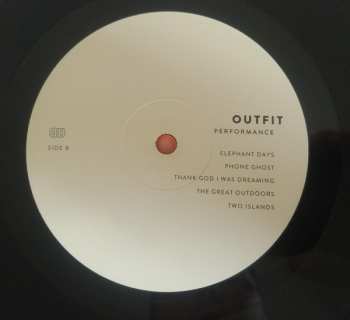 OUTFIT
PERFORMANCE
SIDE B
ELEPHANT DAYS
PHONE GHOST
THANK GOD I WAS DREAMING
THE GREAT OUTDOORS
TWO ISLANDS